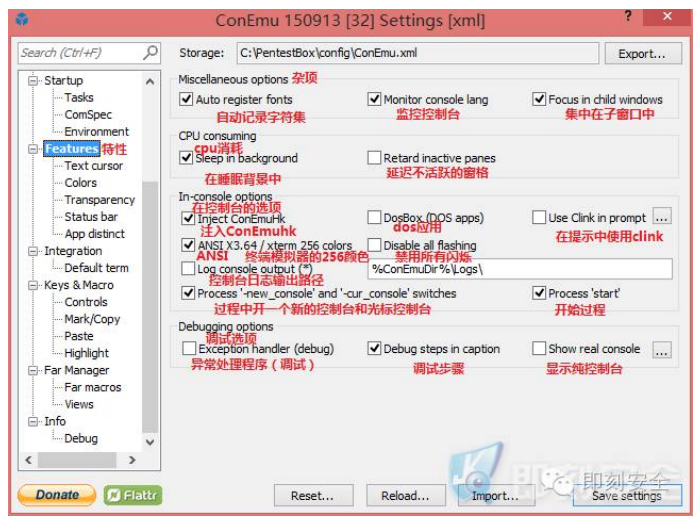 ConEmu 150913 [32] Settings [xml]
? ×
Search (Ctrl+F)
Storage: C:\PentestBox\config\ConEmu.xml Export...
Startup
Tasks
ComSpec
Environment
Features 特性
Text cursor
Colors
Transparency
Status bar
App distinct
Integration
Default term
Keys & Macro
Controls
Mark/Copy
Paste
Highlight
Far Manager
Far macros
Views
Info
Debug
Miscellaneous options 杂项
Auto register fonts Monitor console lang Focus in child windows
自动记录字符集 监控控制台 集中在子窗口中
CPU consuming
cpu消耗
Sleep in background Retard inactive panes
在睡眠背景中 延迟不活跃的窗格
In-console options
在控制台的选项
Inject ConEmuHk DosBox (DOS apps) Use Clink in prompt ...
注入ConEmuhk dos应用 在提示中使用clink
ANSI X3.64 / xterm 256 colors Disable all flashing
ANSI 终端模拟器的256颜色 禁用所有闪烁
Log console output (*) %ConEmuDir%\Logs\
控制台日志输出路径
Process '-new_console' and '-cur_console' switches Process 'start'
过程中开一个新的控制台和光标控制台 开始过程
Debugging options
调试选项
Exception handler (debug) Debug steps in caption Show real console ...
异常处理程序（调试） 调试步骤 显示纯控制台
即刻安全
即刻安全
Donate Flattr Reset... Reload... Import... Save settings